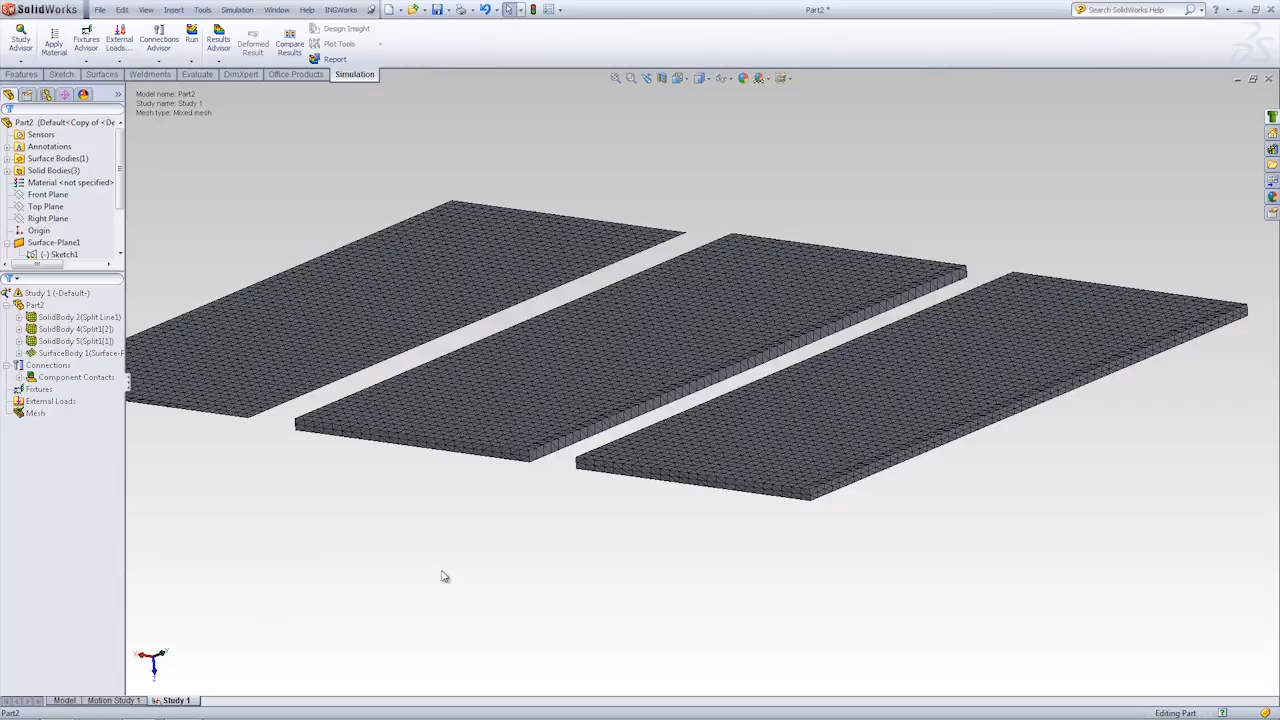 SolidWorks File Edit View Insert Tools Simulation Window Help INGWorks Part2 * Search SolidWorks Help
Study Advisor
Apply Material
Fixtures Advisor
External Loads...
Connections Advisor
Run
Results Advisor
Deformed Result
Compare Results
Design Insight
Plot Tools
Report
Features Sketch Surfaces Weldments Evaluate DimXpert Office Products Simulation
Model name: Part2
Study name: Study 1
Mesh type: Mixed mesh
Part2 (Default<Copy of <De
Sensors
Annotations
Surface Bodies(1)
Solid Bodies(3)
Material <not specified>
Front Plane
Top Plane
Right Plane
Origin
Surface-Plane1
(-) Sketch1
Study 1 (-Default-)
Part2
SolidBody 2(Split Line1)
SolidBody 4(Split1[2])
SolidBody 5(Split1[1])
SurfaceBody 1(Surface-P
Connections
Component Contacts
Fixtures
External Loads
Mesh
X Y Z
Model Motion Study 1 Study 1
Part2 Editing Part